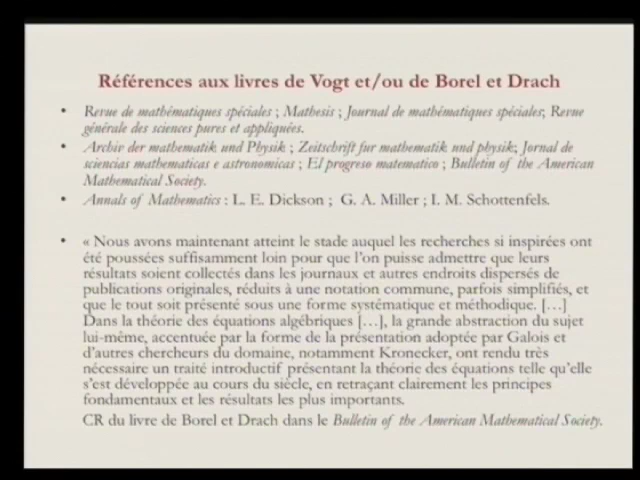 Références aux livres de Vogt et/ou de Borel et Drach
• Revue de mathématiques spéciales ; Mathesis ; Journal de mathématiques spéciales; Revue
générale des sciences pures et appliquées.
• Archiv der mathematik und Physik ; Zeitschrift fur mathematik und physik; Jornal de
sciencias mathematicas e astronomicas ; El progreso matematico ; Bulletin of the American
Mathematical Society.
• Annals of Mathematics : L. E. Dickson ; G. A. Miller ; I. M. Schottenfels.
• « Nous avons maintenant atteint le stade auquel les recherches si inspirées ont
été poussées suffisamment loin pour que l'on puisse admettre que leurs
résultats soient collectés dans les journaux et autres endroits dispersés de
publications originales, réduits à une notation commune, parfois simplifiés, et
que le tout soit présenté sous une forme systématique et méthodique. […]
Dans la théorie des équations algébriques […], la grande abstraction du sujet
lui-même, accentuée par la forme de la présentation adoptée par Galois et
d'autres chercheurs du domaine, notamment Kronecker, ont rendu très
nécessaire un traité introductif présentant la théorie des équations telle qu'elle
s'est développée au cours du siècle, en retraçant clairement les principes
fondamentaux et les résultats les plus importants.
CR du livre de Borel et Drach dans le Bulletin of the American Mathematical Society.